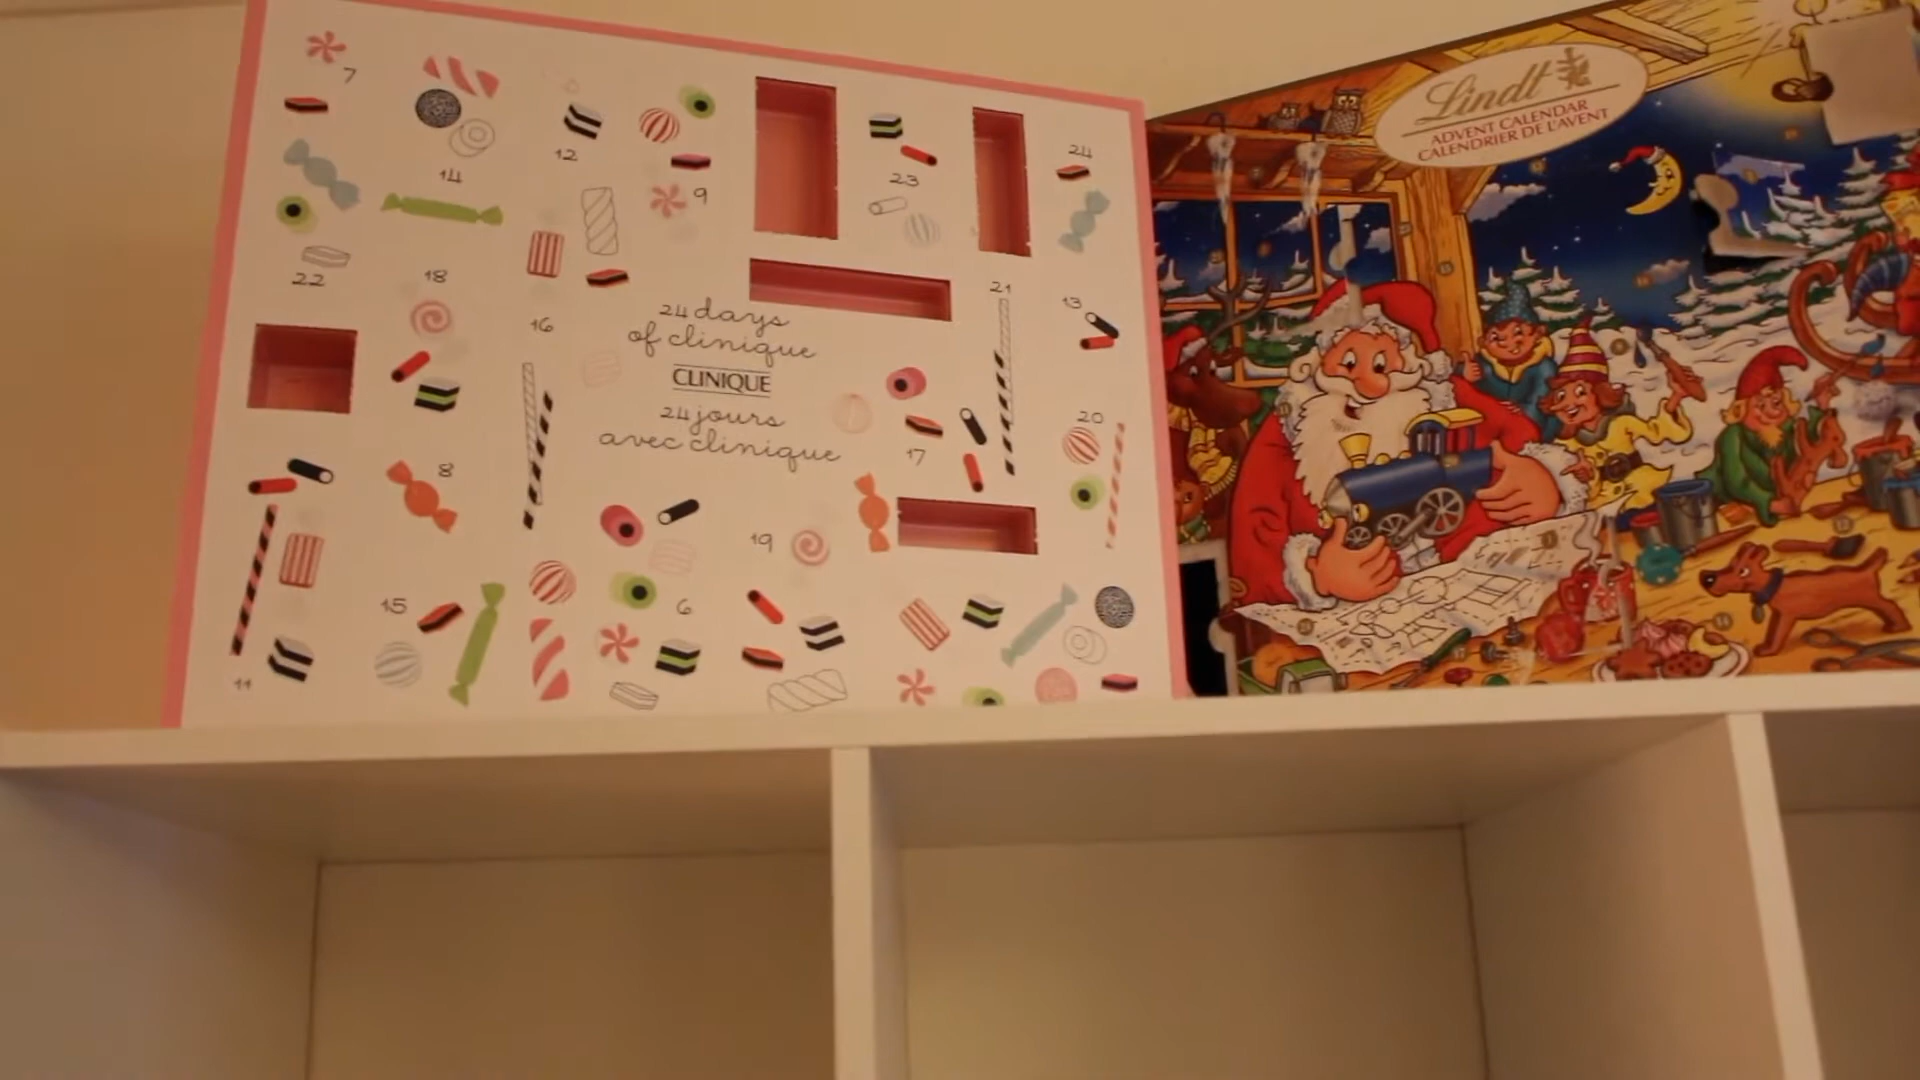 7
12
14
9
23
24
22
18
16
21
13
24 days
of clinique
CLINIQUE
24 jours
avec clinique
20
17
8
19
15
6
11
Lindt
ADVENT CALENDAR
CALENDRIER DE L'AVENT